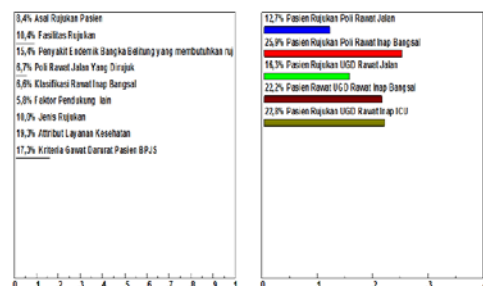 8,4% Asal Rujukan Pasien
10,4% Fasilitas Rujukan
15,4% Penyakit Endemik Bangka Belitung yang membutuhkan ruj
6,7% Poli Rawat Jalan Yang Dirujuk
6,6% Klasifikasi Rawat Inap Bangsal
5,8% Faktor Pendukung lain
10,0% Jenis Rujukan
19,3% Attribut Layanan Kesehatan
17,3% Kriteria Gawat Darurat Pasien BPJS
0 1 2 3 4 5 6 7 8 9 1
12,7% Pasien Rujukan Poli Rawat Jalan
25,9% Pasien Rujukan Poli Rawat Inap Bangsal
16,3% Pasien Rujukan UGD Rawat Jalan
22,2% Pasien Rawat UGD Rawat Inap Bangsal
22,8% Pasien Rujukan UGD Rawat Inap ICU
0 1 2 3